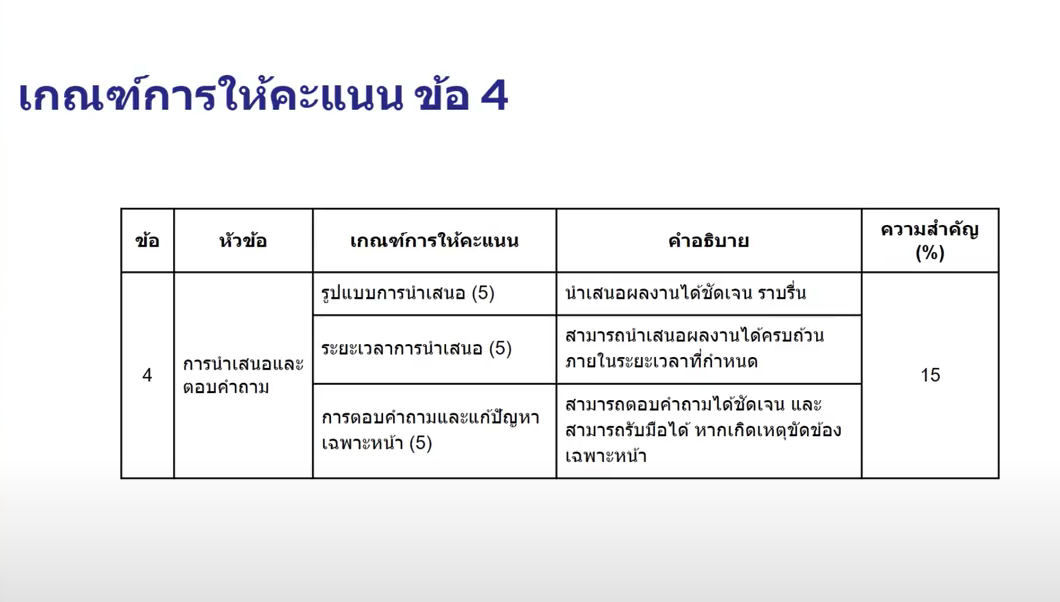 เกณฑ์การให้คะแนน ข้อ 4
ข้อ
หัวข้อ
เกณฑ์การให้คะแนน
คำอธิบาย
ความสำคัญ
(%)
4
การนำเสนอและ
ตอบคำถาม
รูปแบบการนำเสนอ (5)
นำเสนอผลงานได้ชัดเจน ราบรื่น
15
ระยะเวลาการนำเสนอ (5)
สามารถนำเสนอผลงานได้ครบถ้วน
ภายในระยะเวลาที่กำหนด
การตอบคำถามและแก้ปัญหา
เฉพาะหน้า (5)
สามารถตอบคำถามได้ชัดเจน และ
สามารถรับมือได้ หากเกิดเหตุขัดข้อง
เฉพาะหน้า